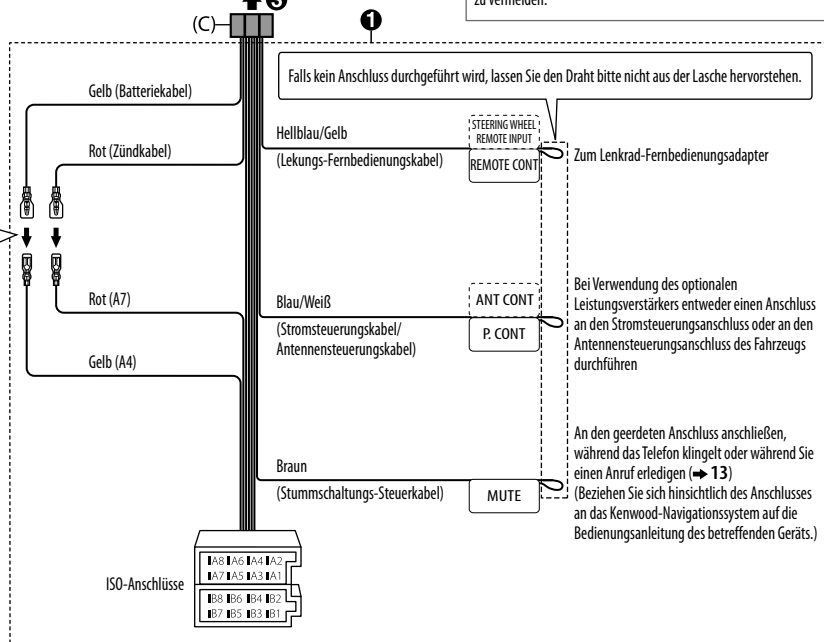 zu vermeiden.
(C)
3
1
Falls kein Anschluss durchgeführt wird, lassen Sie den Draht bitte nicht aus der Lasche hervorstehen.
Gelb (Batteriekabel)
Rot (Zündkabel)
Hellblau/Gelb
(Lekungs-Fernbedienungskabel)
STEERING WHEEL
REMOTE INPUT
REMOTE CONT
Zum Lenkrad-Fernbedienungsadapter
Rot (A7)
Gelb (A4)
Blau/Weiß
(Stromsteuerungskabel/
Antennensteuerungskabel)
ANT CONT
P. CONT
Bei Verwendung des optionalen
Leistungsverstärkers entweder einen Anschluss
an den Stromsteuerungsanschluss oder an den
Antennensteuerungsanschluss des Fahrzeugs
durchführen
Braun
(Stummschaltungs-Steuerkabel)
MUTE
An den geerdeten Anschluss anschließen,
während das Telefon klingelt oder während Sie
einen Anruf erledigen (➡ 13)
(Beziehen Sie sich hinsichtlich des Anschlusses
an das Kenwood-Navigationssystem auf die
Bedienungsanleitung des betreffenden Geräts.)
ISO-Anschlüsse
A8 A6 A4 A2
A7 A5 A3 A1
B8 B6 B4 B2
B7 B5 B3 B1